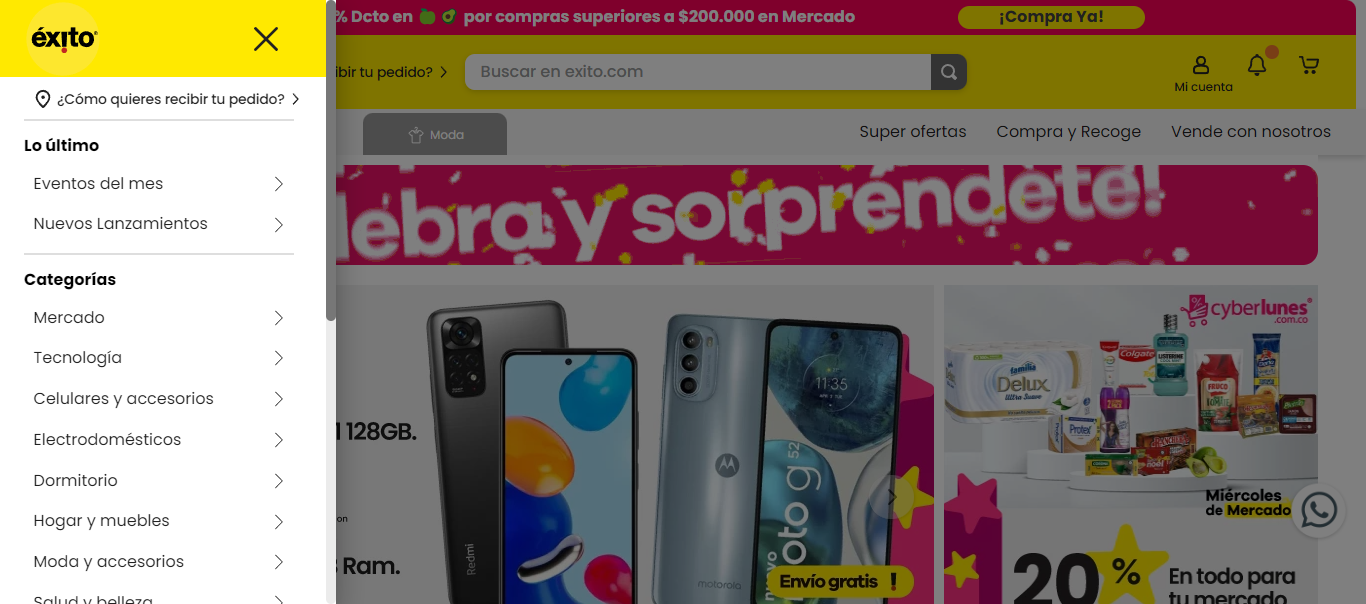 éxito
¿Cómo quieres recibir tu pedido?
Lo último
Eventos del mes
Nuevos Lanzamientos
Categorías
Mercado
Tecnología
Celulares y accesorios
Electrodomésticos
Dormitorio
Hogar y muebles
Moda y accesorios
Salud y belleza
% Dcto en por compras superiores a $200.000 en Mercado
¡Compra Ya!
ibir tu pedido?
Buscar en exito.com
Mi cuenta
Moda
Super ofertas
Compra y Recoge
Vende con nosotros
lebra y sorpréndete!
128GB.
on
Ram.
Redmi
11:35
moto g52
nuevo
motorola
Envío gratis !
cyberlunes
.com.co
familia
Delux
Ultra Suave
Colgate
LISTERINE
FRUCO
Protex
RANCHERA
Miércoles
de Mercado
20%
En todo para
tu mercado